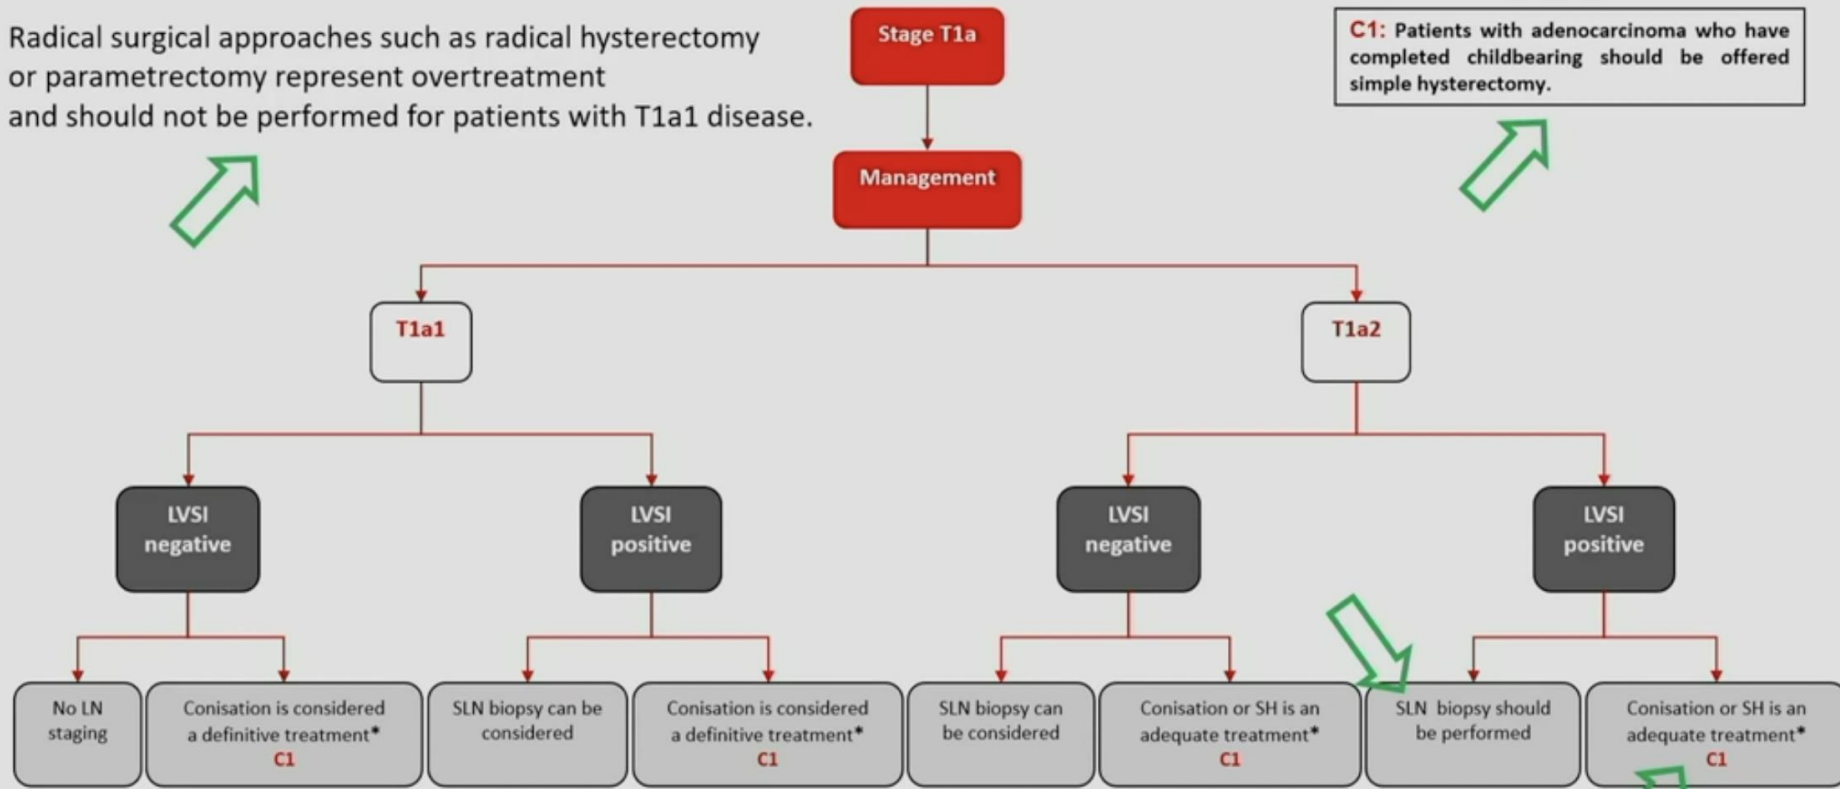 Radical surgical approaches such as radical hysterectomy
or parametrectomy represent overtreatment
and should not be performed for patients with T1a1 disease.
Stage T1a
C1: Patients with adenocarcinoma who have
completed childbearing should be offered
simple hysterectomy.
Management
T1a1
T1a2
LVSI
negative
LVSI
positive
LVSI
negative
LVSI
positive
No LN
staging
Conisation is considered
a definitive treatment*
C1
SLN biopsy can be
considered
Conisation is considered
a definitive treatment*
C1
SLN biopsy can
be considered
Conisation or SH is an
adequate treatment*
C1
SLN biopsy should
be performed
Conisation or SH is an
adequate treatment*
C1